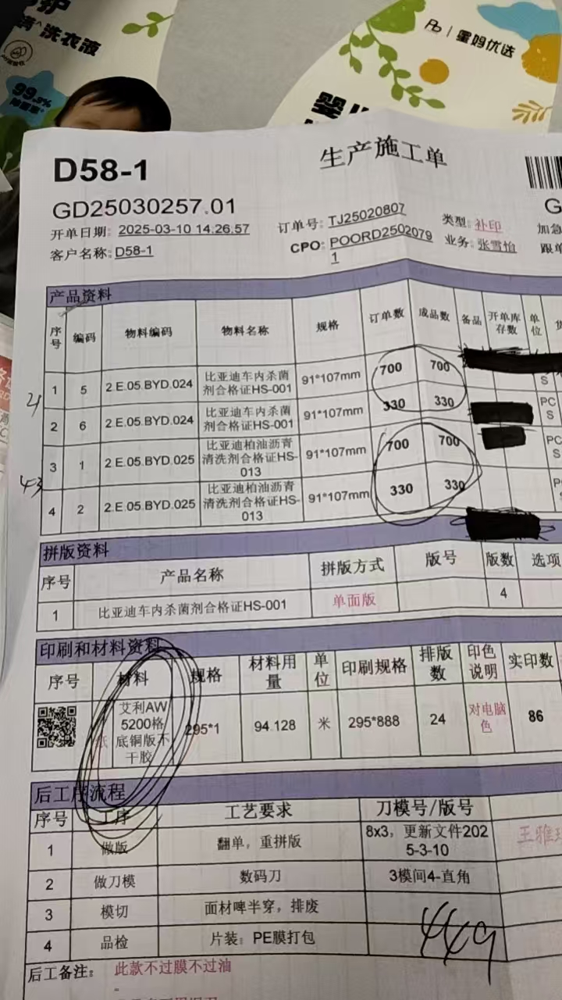 洗衣液
99.9%
星妈优选
D58-1
生产施工单
GD25030257.01
G
开单日期: 2025-03-10 14.26.57
订单号: TJ25020807
类型: 补印
加急
客户名称: D58-1
CPO: POORD2502079
1
业务: 张雪怡
跟单
产品资料
序号 编码 物料编码 物料名称 规格 订单数 成品数 备品 开单库存数 单位
1 5 2.E.05.BYD.024 比亚迪车内杀菌剂合格证HS-001 91*107mm 700 700 S
2 6 2.E.05.BYD.024 比亚迪车内杀菌剂合格证HS-001 91*107mm 330 330 PCS
3 1 2.E.05.BYD.025 比亚迪柏油沥青清洗剂合格证HS-013 91*107mm 700 700 PCS
43
4 2 2.E.05.BYD.025 比亚迪柏油沥青清洗剂合格证HS-013 91*107mm 330 330 S
拼版资料
序号 产品名称 拼版方式 版号 版数 选项
1 比亚迪车内杀菌剂合格证HS-001 单面版 4
印刷和材料资料
序号 材料 规格 材料用量 单位 印刷规格 排版数 印色说明 实印数
纸 艾利AW5200格底铜版不干胶 295*1 94.128 米 295*888 24 对电脑色 86
后工序流程
序号 工序 工艺要求 刀模号/版号
1 做版 翻单，重拼版 8x3，更新文件2025-3-10
2 做刀模 数码刀 3模间4-直角
3 模切 面材啤半穿，排废
4 品检 片装：PE膜打包
449
后工备注： 此款不过膜不过油